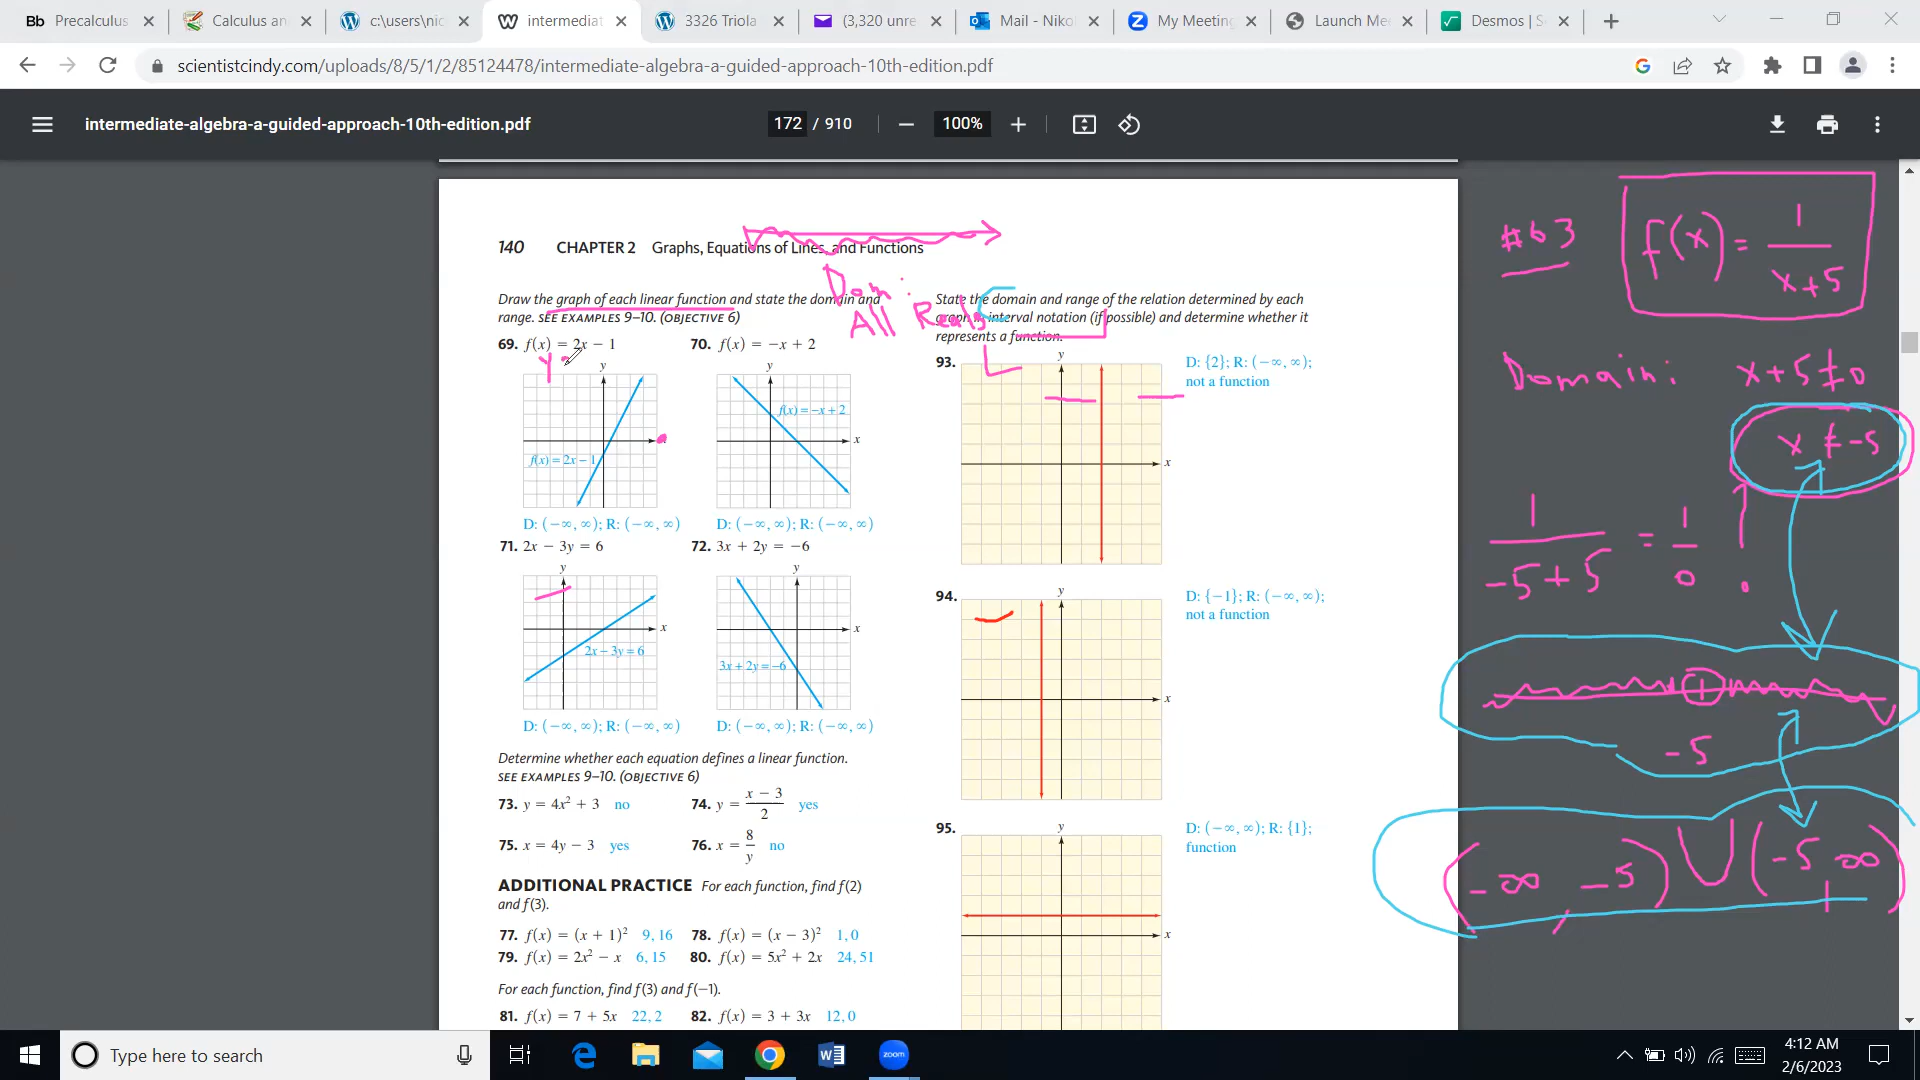 Bb Precalculus
Calculus an
c:\users\nic
intermediat
3326 Triola
(3,320 unre
Mail - Niko
My Meeting
Launch Me
Desmos | S
scientistcindy.com/uploads/8/5/1/2/85124478/intermediate-algebra-a-guided-approach-10th-edition.pdf
intermediate-algebra-a-guided-approach-10th-edition.pdf
172 / 910
100%
140 CHAPTER 2 Graphs, Equations of Lines, and Functions
Dom:
All Reals
Draw the graph of each linear function and state the domain and
range. SEE EXAMPLES 9–10. (OBJECTIVE 6)
69. f(x) = 2x − 1
70. f(x) = −x + 2
y =
y
f(x) = 2x − 1
y
x
f(x) = −x + 2
D: (−∞, ∞); R: (−∞, ∞)
D: (−∞, ∞); R: (−∞, ∞)
71. 2x − 3y = 6
72. 3x + 2y = −6
y
x
2x − 3y = 6
y
x
3x + 2y = −6
D: (−∞, ∞); R: (−∞, ∞)
D: (−∞, ∞); R: (−∞, ∞)
Determine whether each equation defines a linear function.
SEE EXAMPLES 9–10. (OBJECTIVE 6)
73. y = 4x² + 3 no
74. y = (x − 3)/2 yes
75. x = 4y − 3 yes
76. x = 8/y no
ADDITIONAL PRACTICE For each function, find f(2)
and f(3).
77. f(x) = (x + 1)² 9, 16
78. f(x) = (x − 3)² 1, 0
79. f(x) = 2x² − x 6, 15
80. f(x) = 5x² + 2x 24, 51
For each function, find f(3) and f(−1).
81. f(x) = 7 + 5x 22, 2
82. f(x) = 3 + 3x 12, 0
State the domain and range of the relation determined by each
graph in interval notation (if possible) and determine whether it
represents a function.
93.
y
x
D: {2}; R: (−∞, ∞);
not a function
94.
y
x
D: {−1}; R: (−∞, ∞);
not a function
95.
y
x
D: (−∞, ∞); R: {1};
function
#63
f(x) = 1/(x+5)
Domain: x+5≠0
x ≠ -5
1/(-5+5) = 1/0
-5
(-∞, -5) ∪ (-5, ∞)
Type here to search
zoom
4:12 AM
2/6/2023